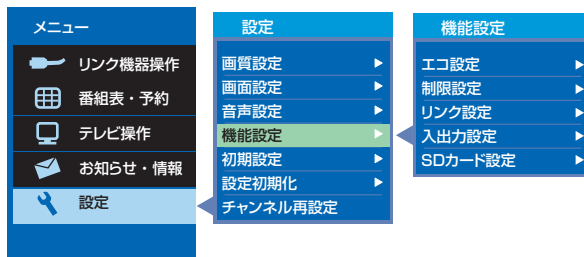 メニュー
リンク機器操作
番組表・予約
テレビ操作
お知らせ・情報
設定
設定
画質設定
画面設定
音声設定
機能設定
初期設定
設定初期化
チャンネル再設定
機能設定
エコ設定
制限設定
リンク設定
入出力設定
SDカード設定